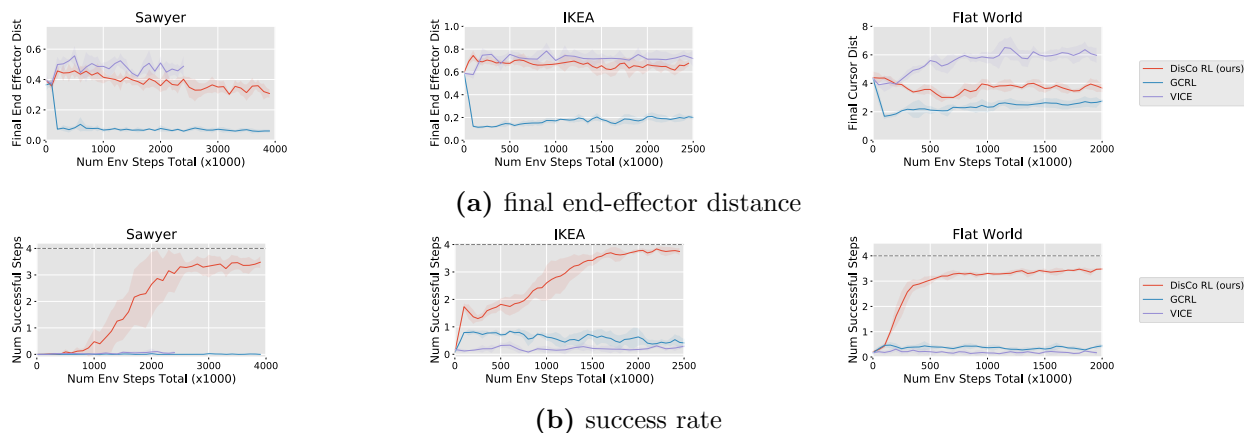 Sawyer
Final End Effector Dist
0.6
0.4
0.2
0.0
0 1000 2000 3000 4000
Num Env Steps Total (x1000)
IKEA
Final End Effector Dist
1.0
0.8
0.6
0.4
0.2
0.0
0 500 1000 1500 2000 2500
Num Env Steps Total (x1000)
Flat World
Final Cursor Dist
8
6
4
2
0
0 500 1000 1500 2000
Num Env Steps Total (x1000)
DisCo RL (ours)
GCRL
VICE
(a) final end-effector distance
Sawyer
Num Successful Steps
4
3
2
1
0
0 1000 2000 3000 4000
Num Env Steps Total (x1000)
IKEA
Num Successful Steps
4
3
2
1
0
0 500 1000 1500 2000 2500
Num Env Steps Total (x1000)
Flat World
Num Successful Steps
5
4
3
2
1
0
0 500 1000 1500 2000
Num Env Steps Total (x1000)
DisCo RL (ours)
GCRL
VICE
(b) success rate